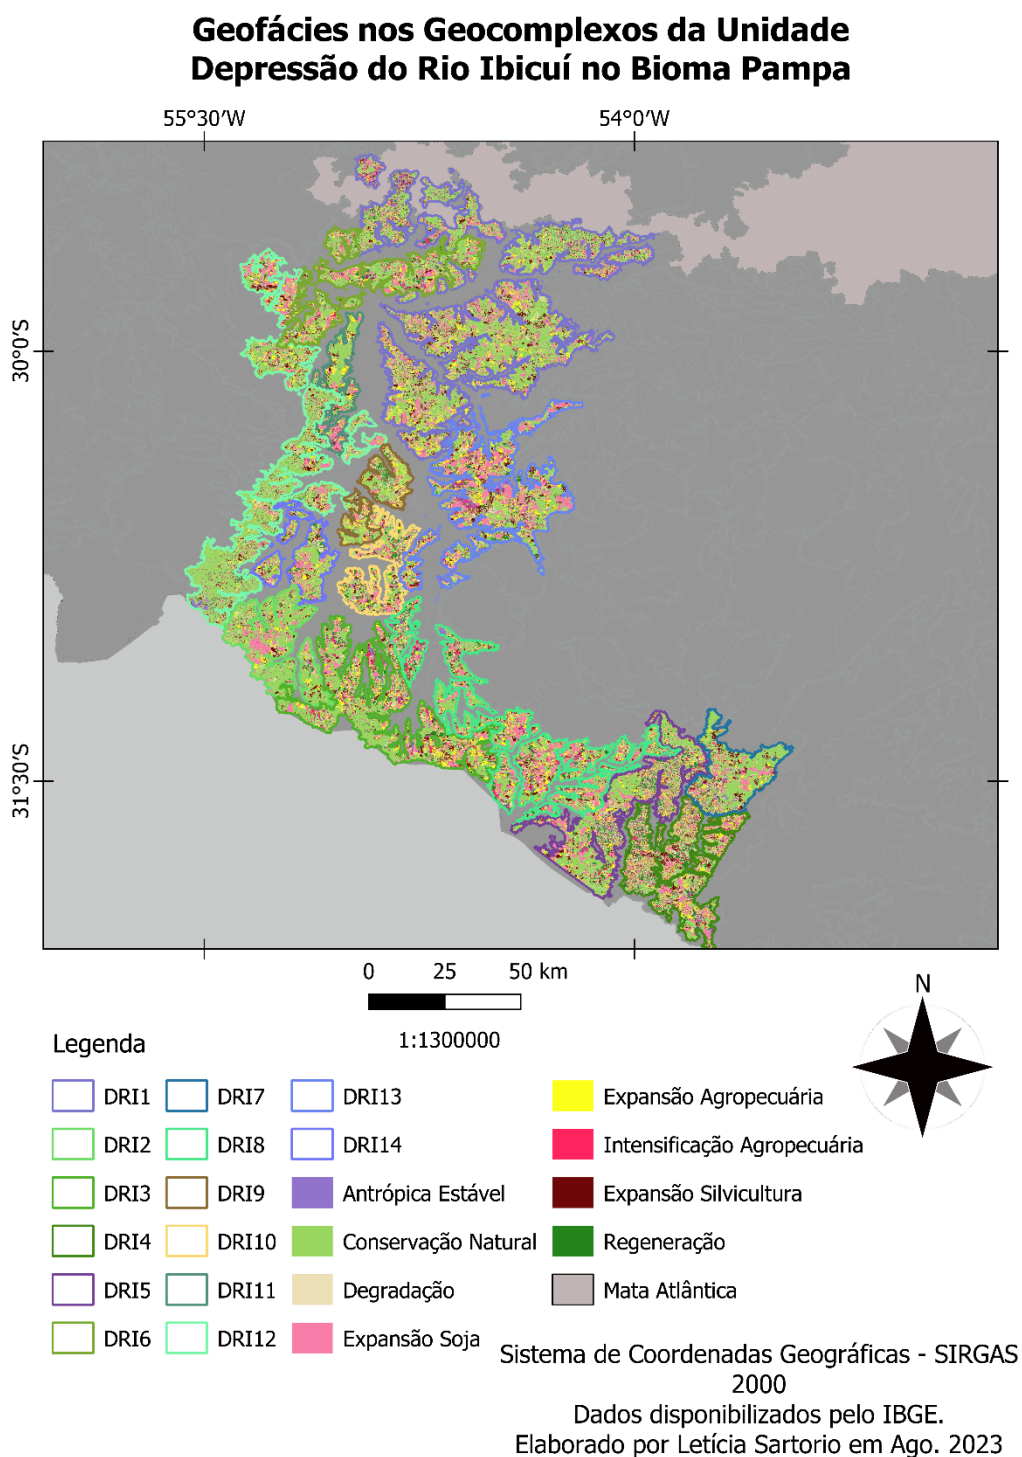 Geofácies nos Geocomplexos da Unidade
Depressão do Rio Ibicuí no Bioma Pampa
55°30'W
54°0'W
30°0'S
31°30'S
0 25 50 km
1:1300000
N
Legenda
DRI1
DRI2
DRI3
DRI4
DRI5
DRI6
DRI7
DRI8
DRI9
DRI10
DRI11
DRI12
DRI13
DRI14
Antrópica Estável
Conservação Natural
Degradação
Expansão Soja
Expansão Agropecuária
Intensificação Agropecuária
Expansão Silvicultura
Regeneração
Mata Atlântica
Sistema de Coordenadas Geográficas - SIRGAS
2000
Dados disponibilizados pelo IBGE.
Elaborado por Letícia Sartorio em Ago. 2023